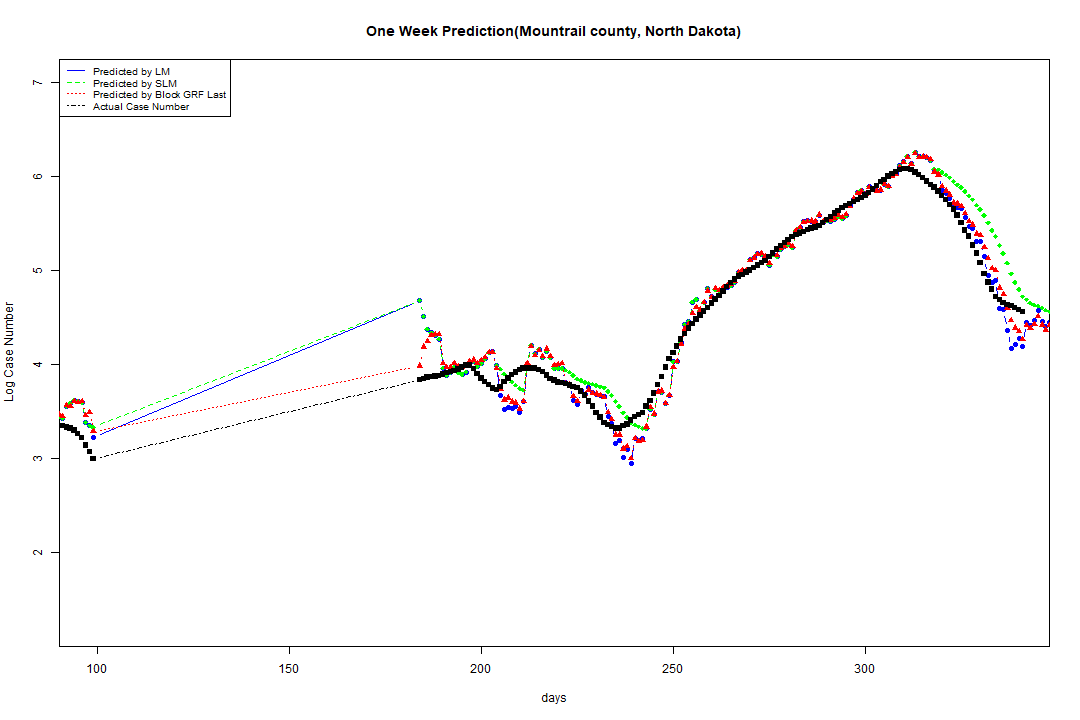 One Week Prediction(Mountrail county, North Dakota)
Predicted by LM
Predicted by SLM
Predicted by Block GRF Last
Actual Case Number
7
6
5
4
3
2
Log Case Number
100 150 200 250 300
days